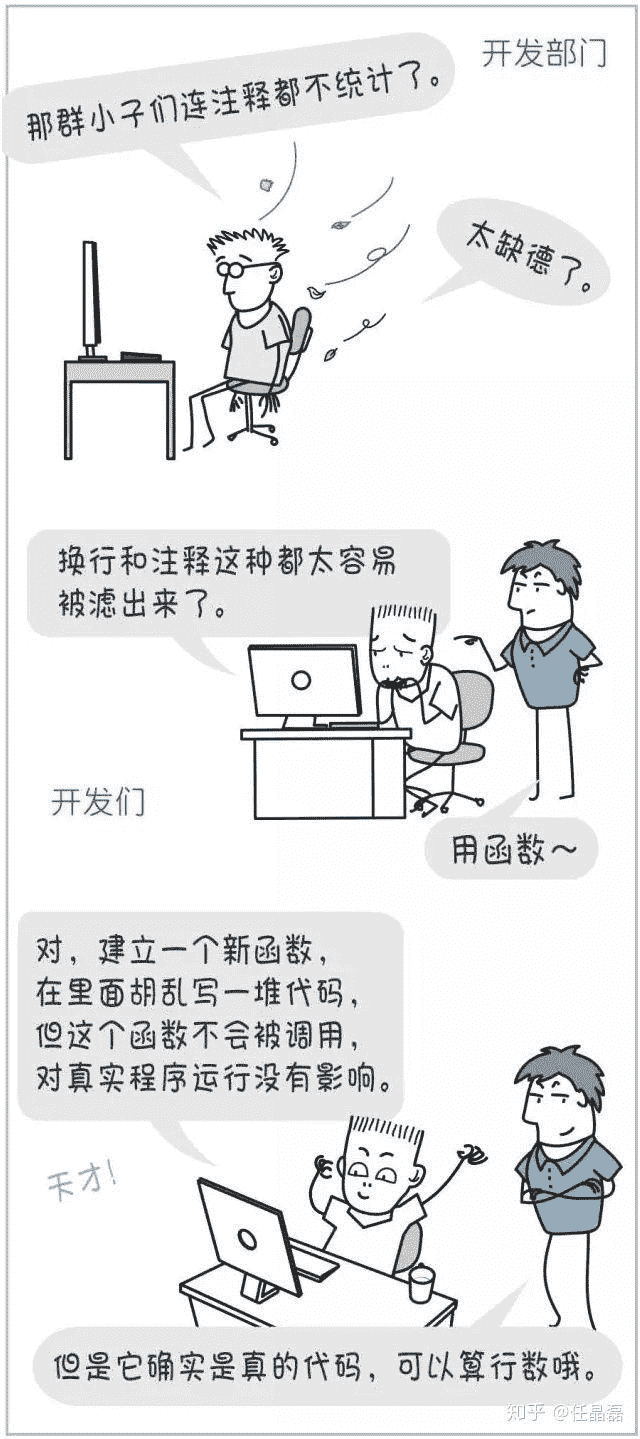 开发部门
那群小子们连注释都不统计了。
太缺德了。
换行和注释这种都太容易
被滤出来了。
开发们
用函数～
对，建立一个新函数，
在里面胡乱写一堆代码，
但这个函数不会被调用，
对真实程序运行没有影响。
天才！
但是它确实是真的代码，可以算行数哦。
知乎 @任晶磊